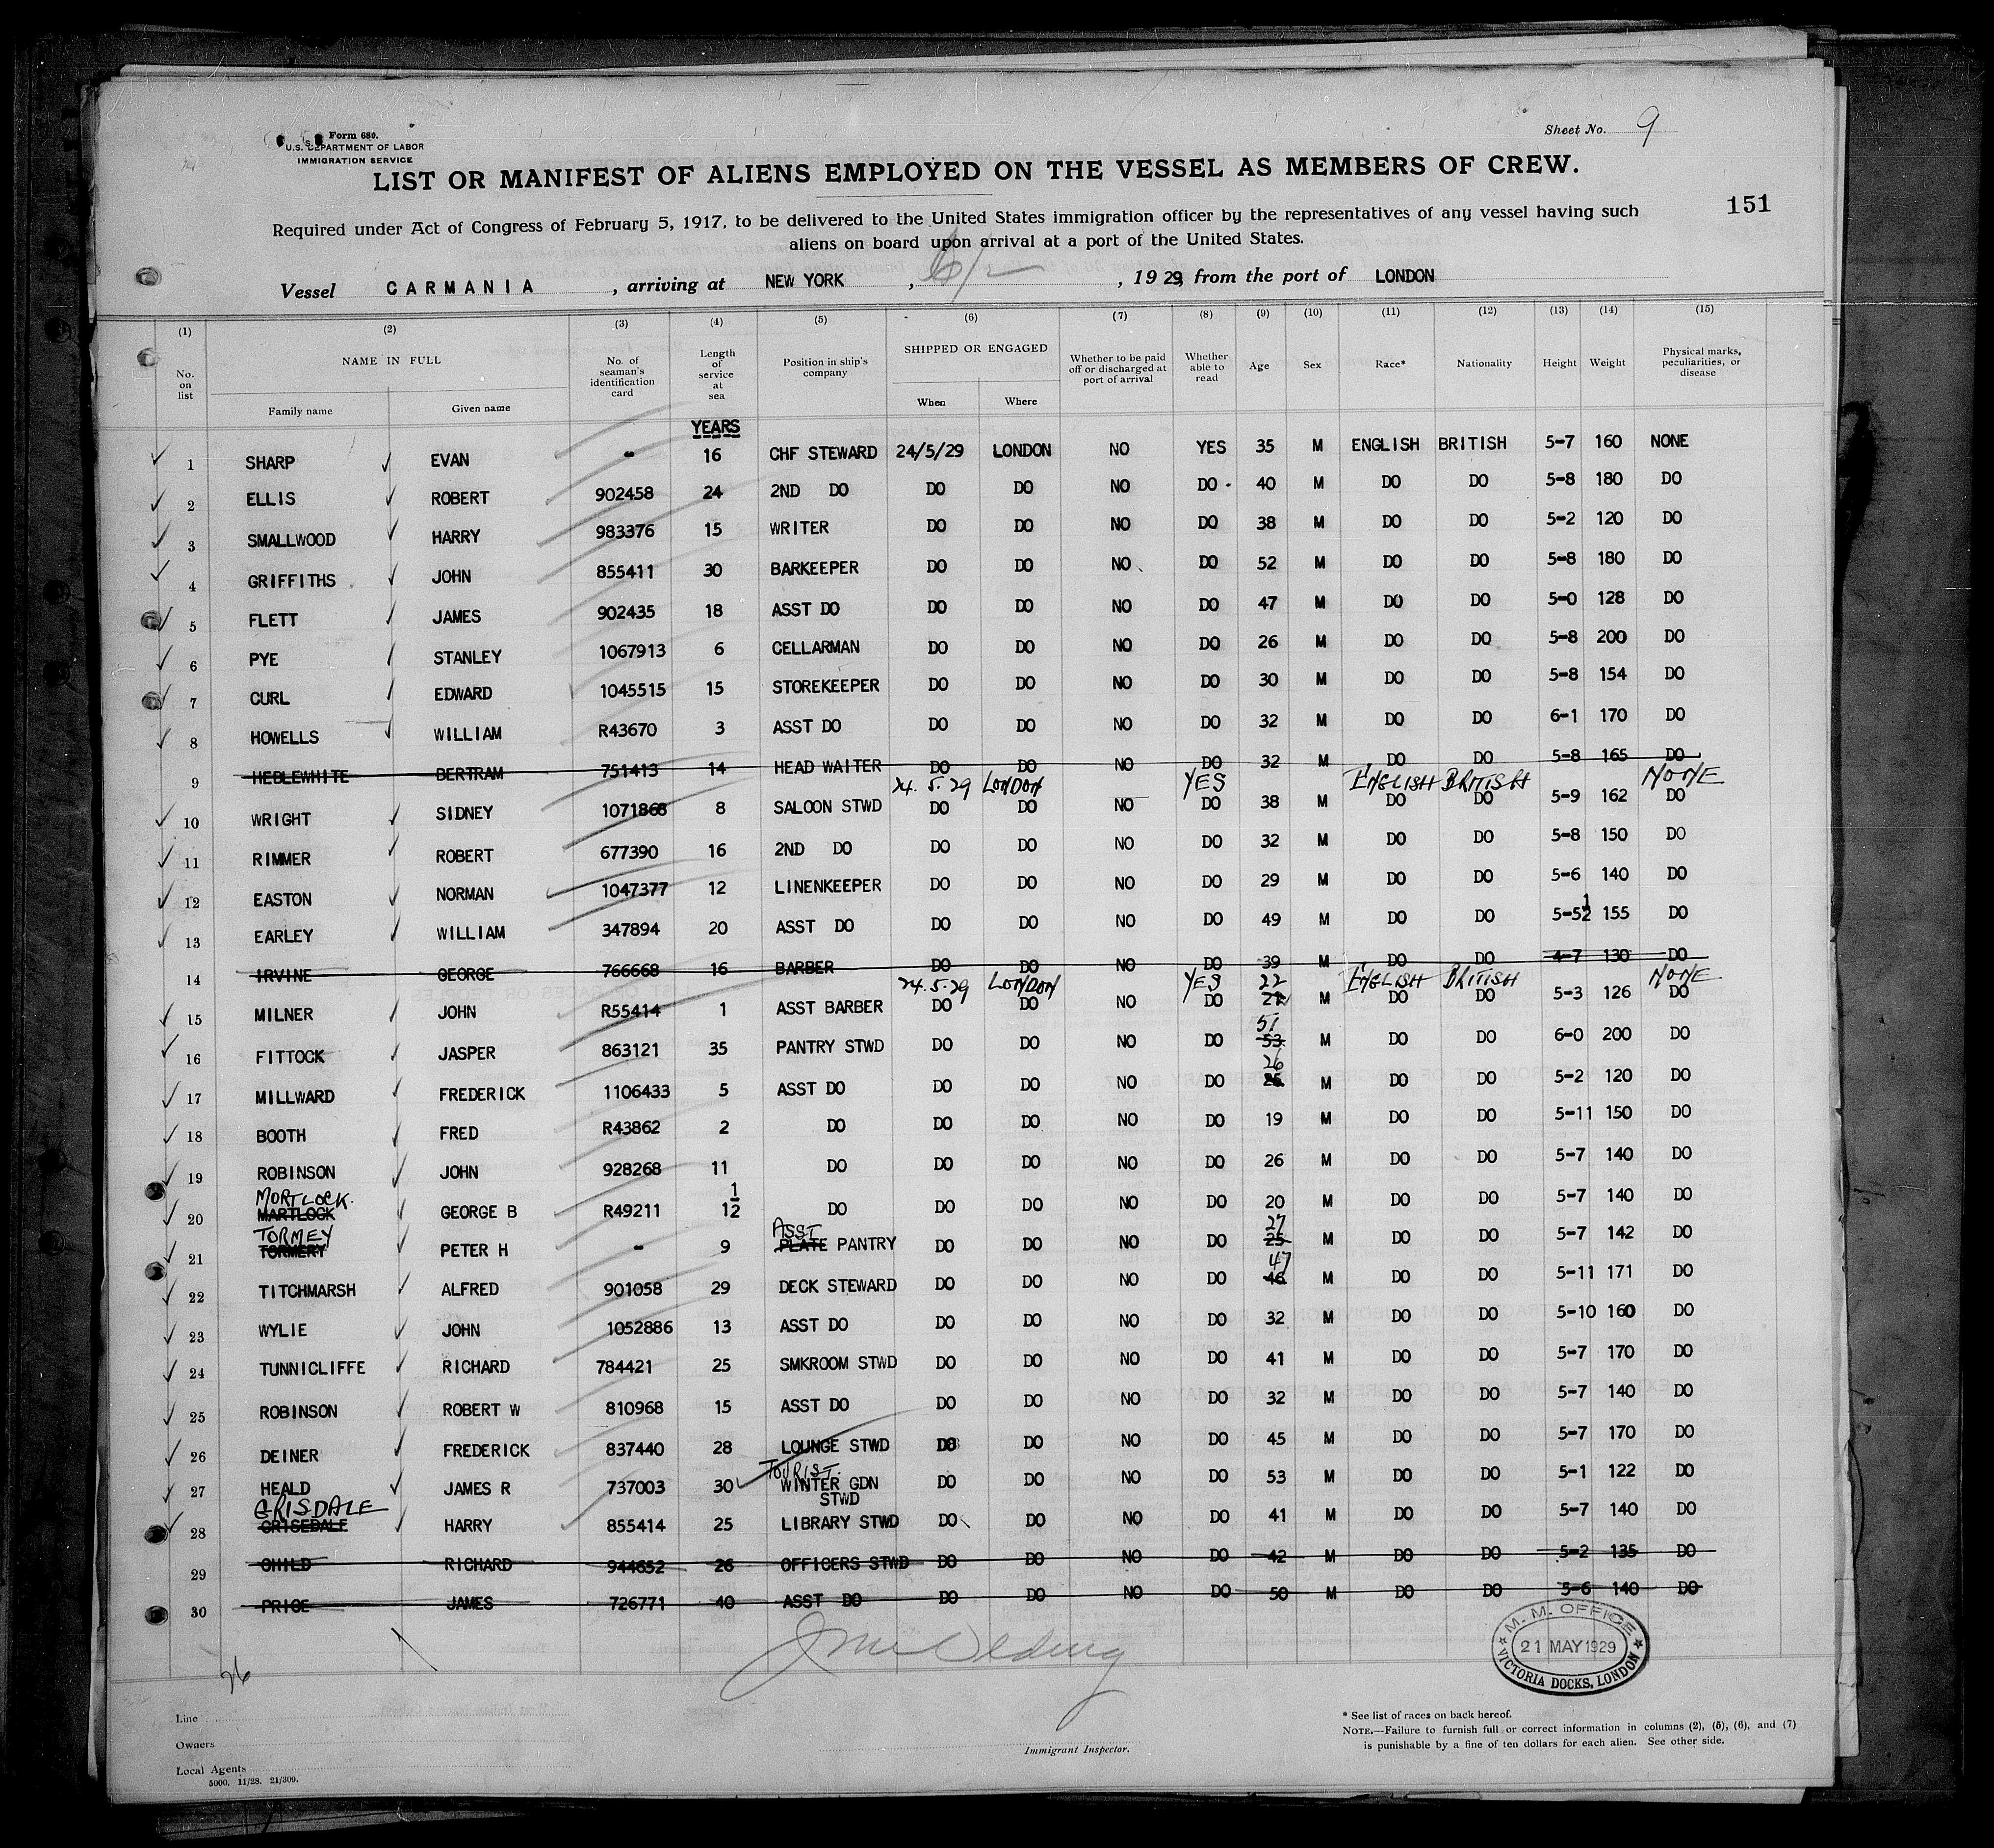 Form 689.
U.S. DEPARTMENT OF LABOR
IMMIGRATION SERVICE
Sheet No. 9
LIST OR MANIFEST OF ALIENS EMPLOYED ON THE VESSEL AS MEMBERS OF CREW.
151
Required under Act of Congress of February 5, 1917, to be delivered to the United States immigration officer by the representatives of any vessel having such
aliens on board upon arrival at a port of the United States.
Vessel CARMANIA , arriving at NEW YORK , 6/2 , 1929, from the port of LONDON
(1) (2) (3) (4) (5) (6) (7) (8) (9) (10) (11) (12) (13) (14) (15)
No. on list NAME IN FULL Family name Given name No. of seaman's identification card Length of service at sea Position in ship's company SHIPPED OR ENGAGED When Where Whether to be paid off or discharged at port of arrival Whether able to read Age Sex Race* Nationality Height Weight Physical marks, peculiarities, or disease
YEARS
1 SHARP EVAN - 16 CHF STEWARD 24/5/29 LONDON NO YES 35 M ENGLISH BRITISH 5-7 160 NONE
2 ELLIS ROBERT 902458 24 2ND DO DO DO NO DO 40 M DO DO 5-8 180 DO
3 SMALLWOOD HARRY 983376 15 WRITER DO DO NO DO 38 M DO DO 5-2 120 DO
4 GRIFFITHS JOHN 855411 30 BARKEEPER DO DO NO DO 52 M DO DO 5-8 180 DO
5 FLETT JAMES 902435 18 ASST DO DO DO NO DO 47 M DO DO 5-0 128 DO
6 PYE STANLEY 1067913 6 CELLARMAN DO DO NO DO 26 M DO DO 5-8 200 DO
7 CURL EDWARD 1045515 15 STOREKEEPER DO DO NO DO 30 M DO DO 5-8 154 DO
8 HOWELLS WILLIAM R43670 3 ASST DO DO DO NO DO 32 M DO DO 6-1 170 DO
9 HEBLEWHITE BERTRAM 751413 14 HEAD WAITER DO DO NO DO 32 M DO DO 5-8 165 DO
24.5.29 LONDON YES ENGLISH BRITISH NONE
10 WRIGHT SIDNEY 1071868 8 SALOON STWD DO DO NO DO 38 M DO DO 5-9 162 DO
11 RIMMER ROBERT 677390 16 2ND DO DO DO NO DO 32 M DO DO 5-8 150 DO
12 EASTON NORMAN 1047377 12 LINENKEEPER DO DO NO DO 29 M DO DO 5-6 140 DO
13 EARLEY WILLIAM 347894 20 ASST DO DO DO NO DO 49 M DO DO 5-5½ 155 DO
14 IRVINE GEORGE 766668 16 BARBER DO DO NO DO 39 M DO DO 4-7 130 DO
24.5.29 LONDON YES 22 ENGLISH BRITISH NONE
15 MILNER JOHN R55414 1 ASST BARBER DO DO NO DO 21 M DO DO 5-3 126 DO
51
16 FITTOCK JASPER 863121 35 PANTRY STWD DO DO NO DO 53 M DO DO 6-0 200 DO
26
17 MILLWARD FREDERICK 1106433 5 ASST DO DO DO NO DO 25 M DO DO 5-2 120 DO
18 BOOTH FRED R43862 2 DO DO DO NO DO 19 M DO DO 5-11 150 DO
19 ROBINSON JOHN 928268 11 DO DO DO NO DO 26 M DO DO 5-7 140 DO
MORTLOCK.
20 MARTLOCK GEORGE B R49211 1/12 DO DO DO NO DO 20 M DO DO 5-7 140 DO
TORMEY ASST 27
21 TORMERY PETER H - 9 PLATE PANTRY DO DO NO DO 25 M DO DO 5-7 142 DO
47
22 TITCHMARSH ALFRED 901058 29 DECK STEWARD DO DO NO DO 46 M DO DO 5-11 171 DO
23 WYLIE JOHN 1052886 13 ASST DO DO DO NO DO 32 M DO DO 5-10 160 DO
24 TUNNICLIFFE RICHARD 784421 25 SMKROOM STWD DO DO NO DO 41 M DO DO 5-7 170 DO
25 ROBINSON ROBERT W 810968 15 ASST DO DO DO NO DO 32 M DO DO 5-7 140 DO
26 DEINER FREDERICK 837440 28 LOUNGE STWD DO DO NO DO 45 M DO DO 5-7 170 DO
TOURIST.
27 HEALD JAMES R 737003 30 WINTER GDN STWD DO DO NO DO 53 M DO DO 5-1 122 DO
GRISDALE
28 GRISEDALE HARRY 855414 25 LIBRARY STWD DO DO NO DO 41 M DO DO 5-7 140 DO
29 CHILD RICHARD 944652 26 OFFICERS STWD DO DO NO DO 42 M DO DO 5-2 135 DO
30 PRICE JAMES 726771 40 ASST DO DO DO NO DO 50 M DO DO 5-6 140 DO
26
M. M. OFFICE
21 MAY 1929
VICTORIA DOCKS, LONDON
Line
Owners
Local Agents
5000. 11/28. 21/309.
Immigrant Inspector.
* See list of races on back hereof.
NOTE.—Failure to furnish full or correct information in columns (2), (5), (6), and (7)
is punishable by a fine of ten dollars for each alien. See other side.